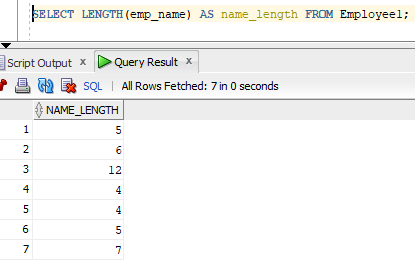 SELECT LENGTH(emp_name) AS name_length FROM Employee1;
Script Output x Query Result x
SQL | All Rows Fetched: 7 in 0 seconds
NAME_LENGTH
1 5
2 6
3 12
4 4
5 4
6 5
7 7